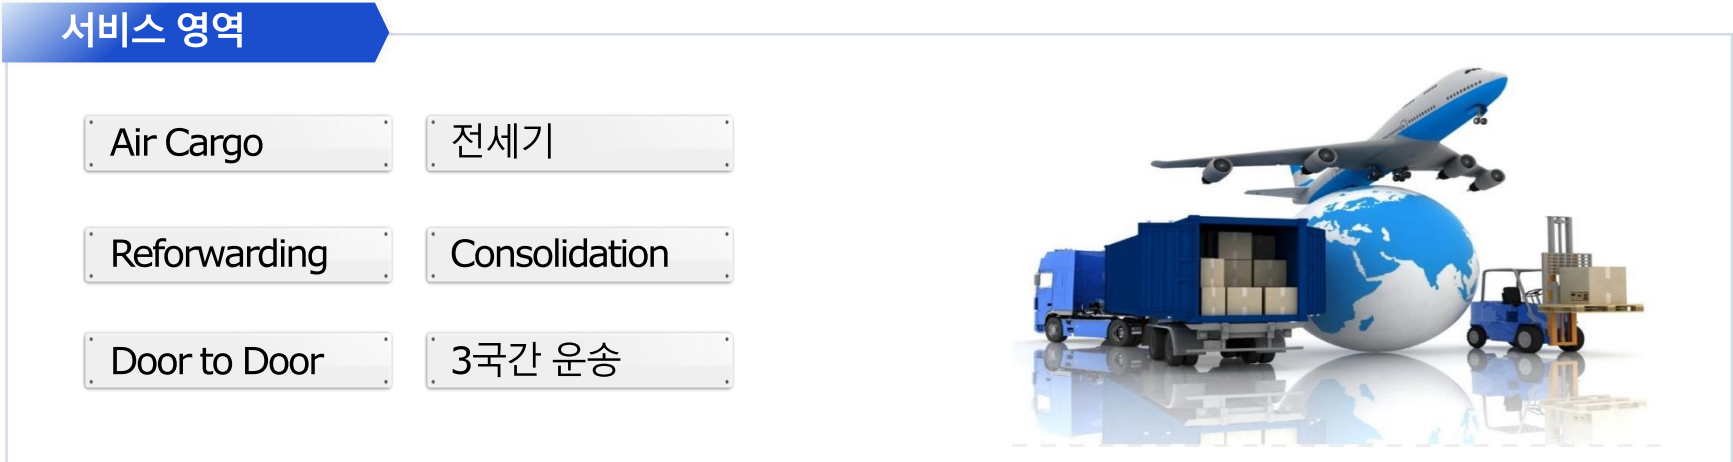 서비스 영역
Air Cargo
전세기
Reforwarding
Consolidation
Door to Door
3국간 운송